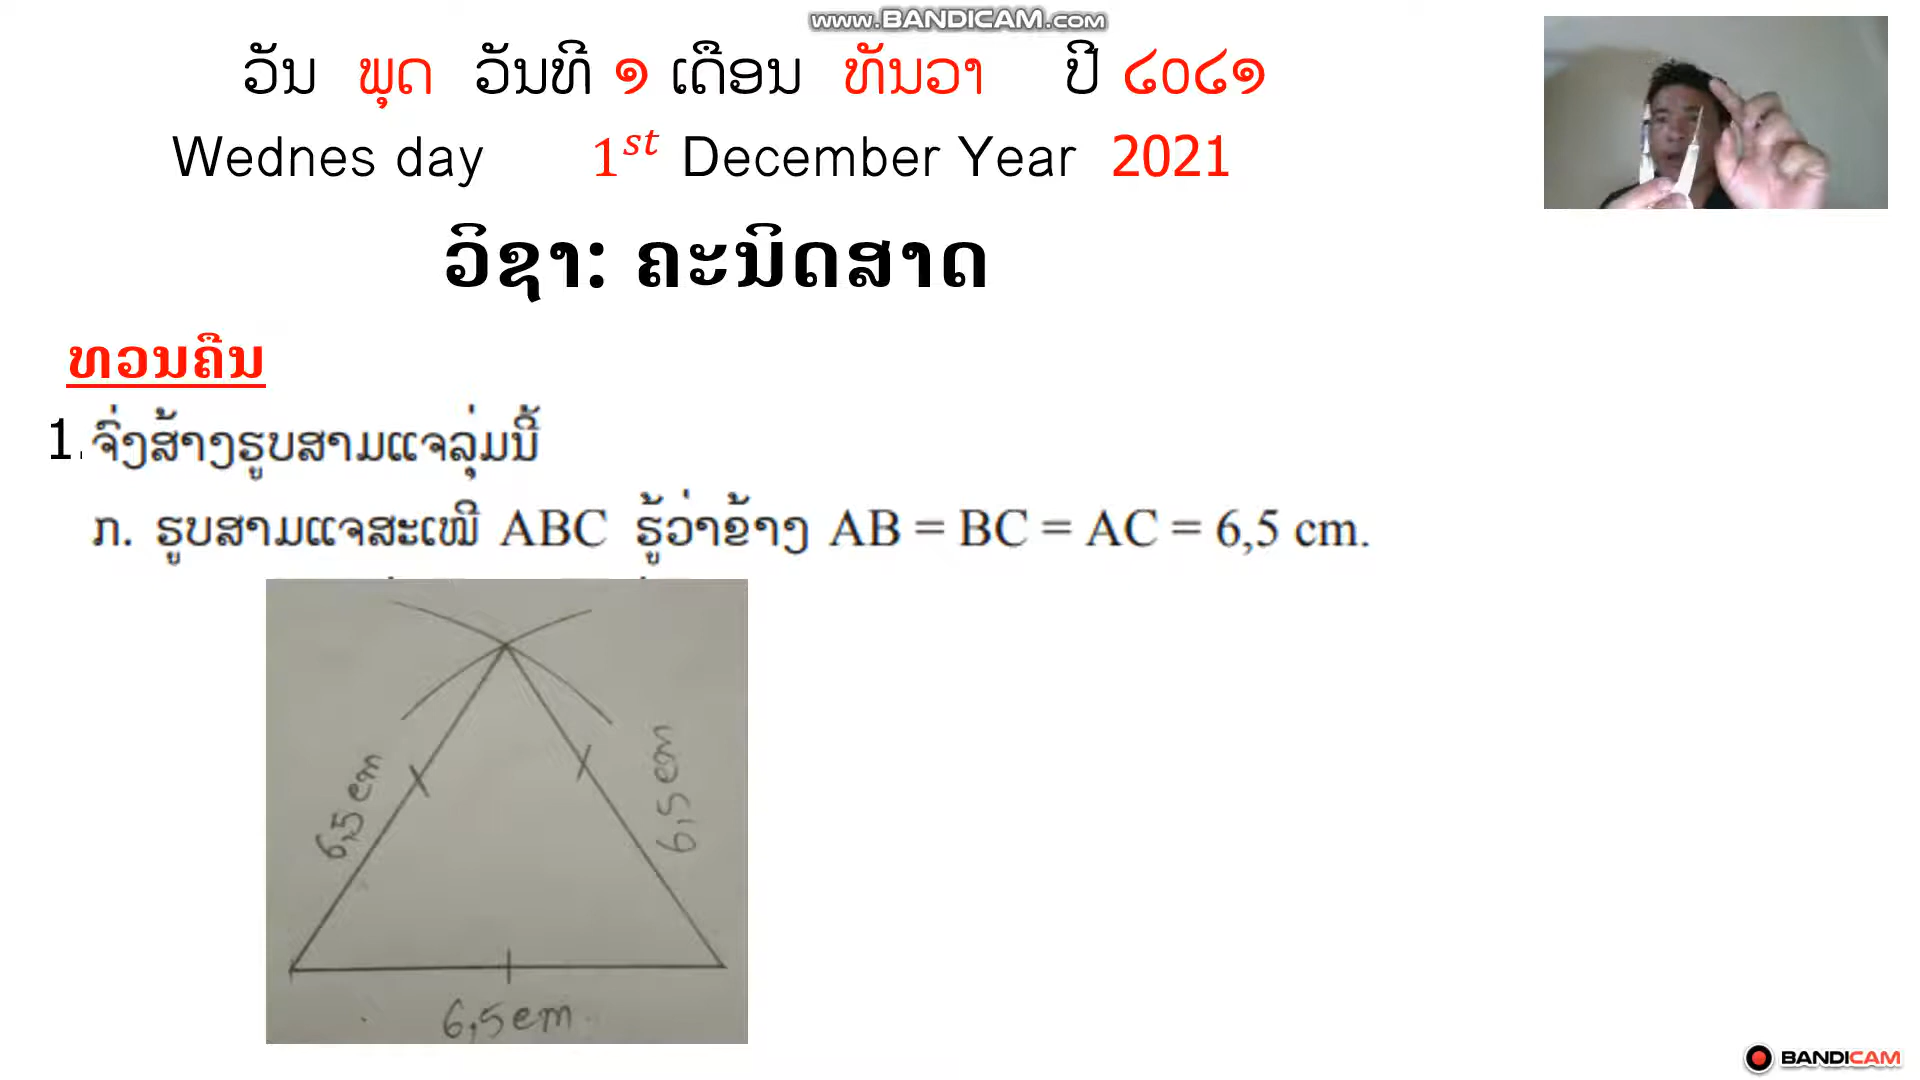 www.BANDICAM.com
ວັນ ພຸດ ວັນທີ ໑ ເດືອນ ທັນວາ ປີ ໒໐໒໑
Wednes day 1st December Year 2021
ວິຊາ: ຄະນິດສາດ
ທວນຄືນ
1. ຈົ່ງສ້າງຮູບສາມແຈລຸ່ມນີ້
ກ. ຮູບສາມແຈສະເໝີ ABC ຮູ້ວ່າຂ້າງ AB = BC = AC = 6,5 cm.
6,5 cm
6,5 cm
6,5 cm
BANDICAM